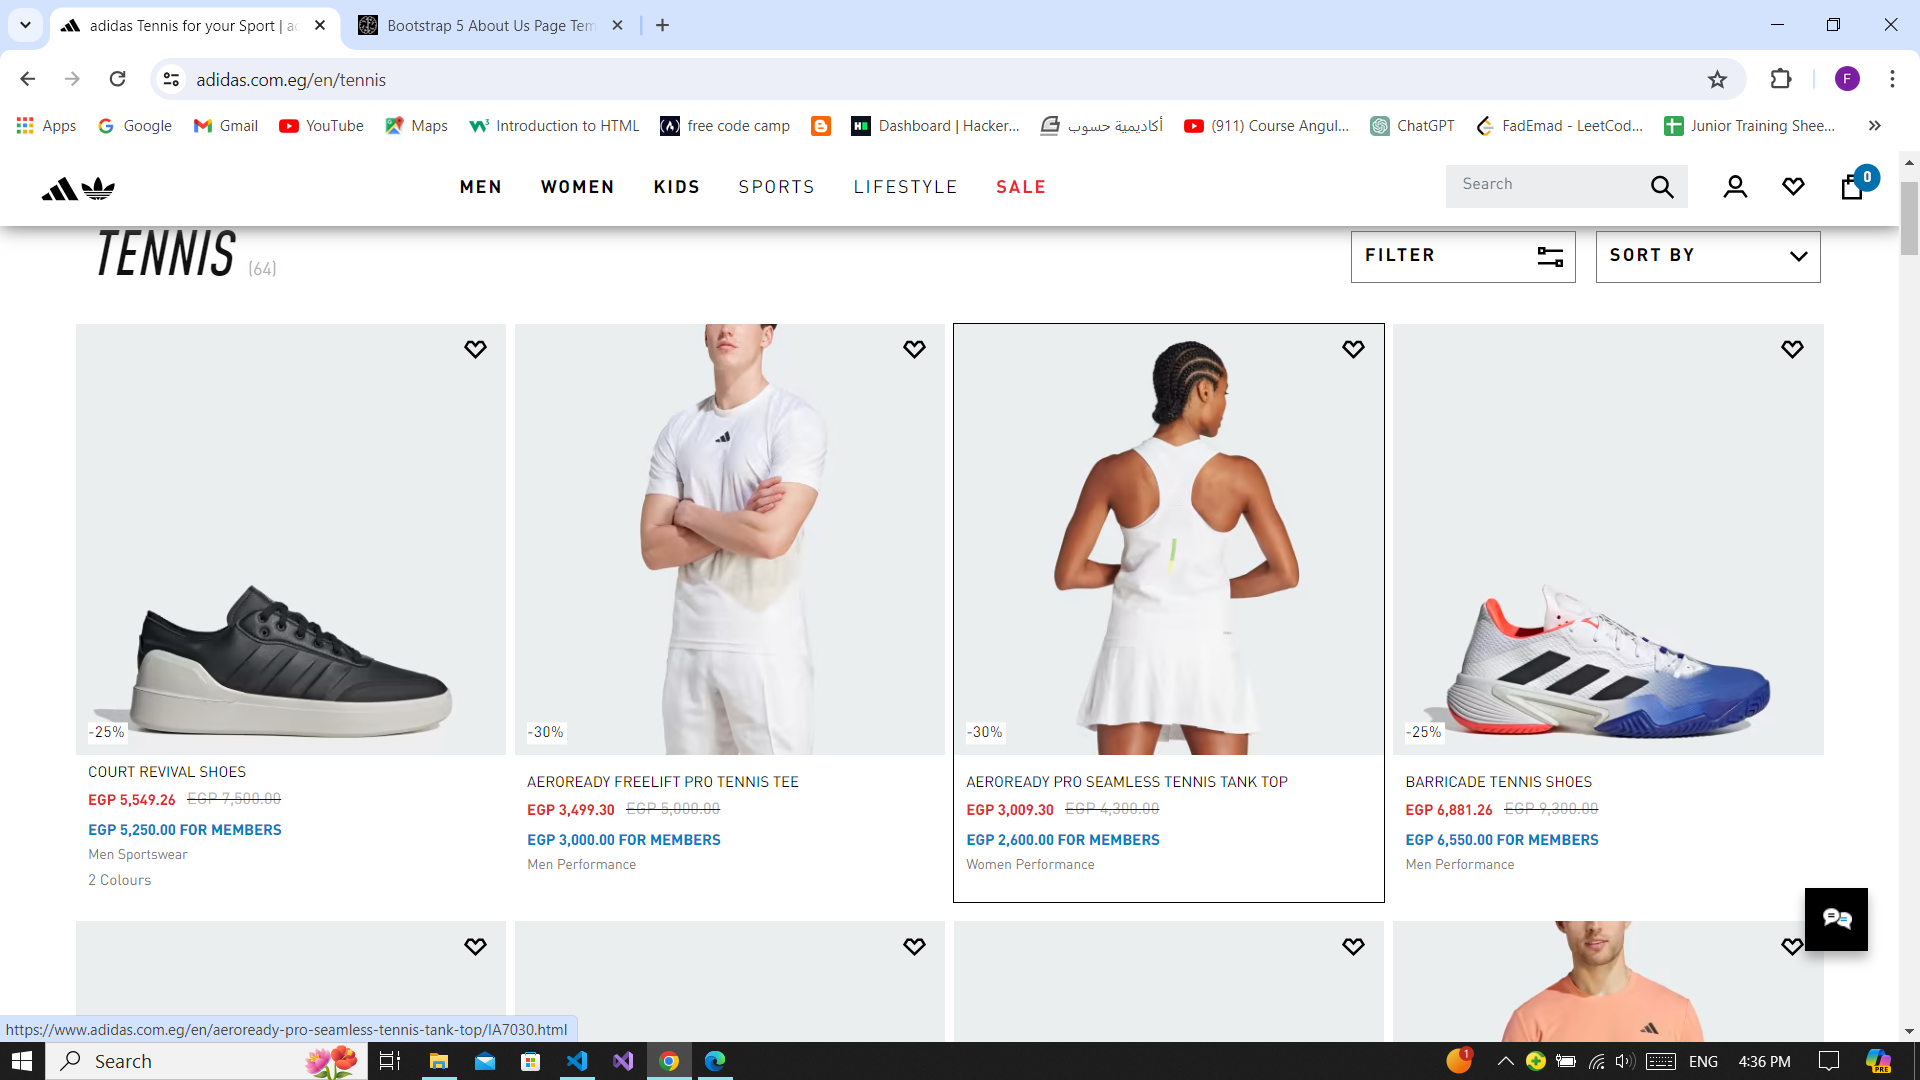 adidas Tennis for your Sport | ac
Bootstrap 5 About Us Page Tem
adidas.com.eg/en/tennis
F
Apps
Google
Gmail
YouTube
Maps
Introduction to HTML
free code camp
Dashboard | Hacker...
أكاديمية حسوب
(911) Course Angul...
ChatGPT
FadEmad - LeetCod...
Junior Training Shee...
MEN
WOMEN
KIDS
SPORTS
LIFESTYLE
SALE
Search
0
TENNIS (64)
FILTER
SORT BY
-25%
COURT REVIVAL SHOES
EGP 5,549.26 EGP 7,500.00
EGP 5,250.00 FOR MEMBERS
Men Sportswear
2 Colours
-30%
AEROREADY FREELIFT PRO TENNIS TEE
EGP 3,499.30 EGP 5,000.00
EGP 3,000.00 FOR MEMBERS
Men Performance
-30%
AEROREADY PRO SEAMLESS TENNIS TANK TOP
EGP 3,009.30 EGP 4,300.00
EGP 2,600.00 FOR MEMBERS
Women Performance
-25%
BARRICADE TENNIS SHOES
EGP 6,881.26 EGP 9,300.00
EGP 6,550.00 FOR MEMBERS
Men Performance
https://www.adidas.com.eg/en/aeroready-pro-seamless-tennis-tank-top/IA7030.html
Search
1
ENG
4:36 PM
PRE